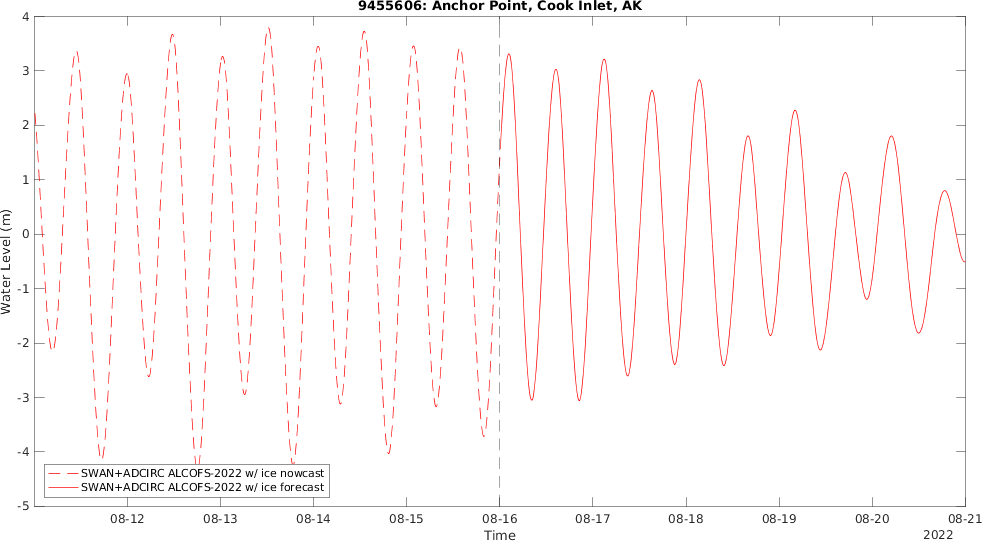 9455606: Anchor Point, Cook Inlet, AK
4
3
2
1
0
-1
-2
-3
-4
-5
Water Level (m)
SWAN+ADCIRC ALCOFS-2022 w/ ice nowcast
SWAN+ADCIRC ALCOFS-2022 w/ ice forecast
08-12 08-13 08-14 08-15 08-16 08-17 08-18 08-19 08-20 08-21
Time
2022